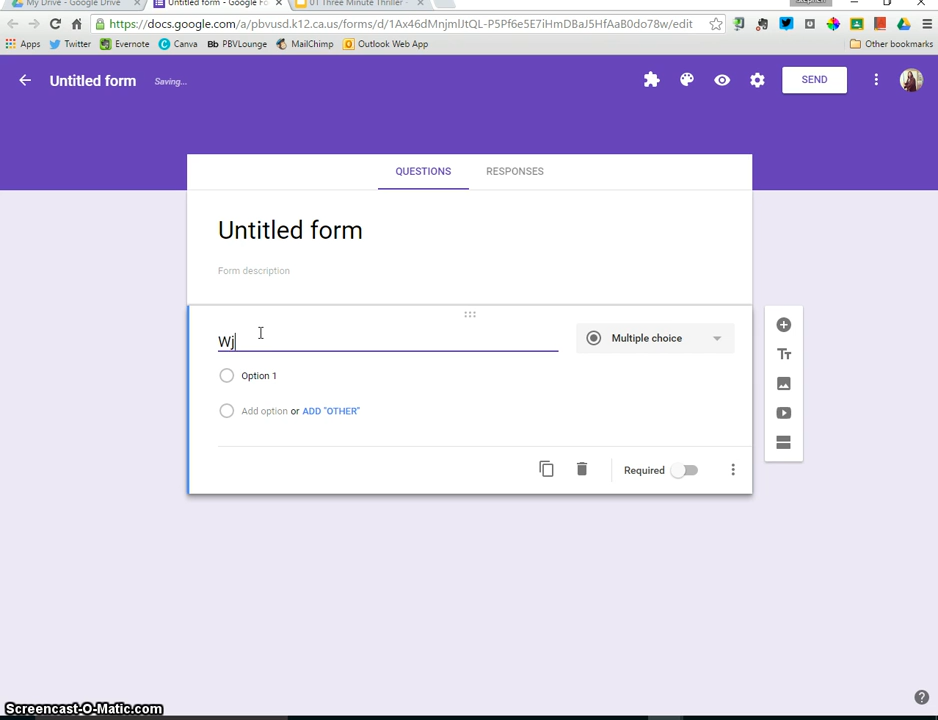 My Drive - Google Drive
Untitled form - Google Fo
01 Three Minute Thriller -
https://docs.google.com/a/pbvusd.k12.ca.us/forms/d/1Ax46dMnjmlJtQL-P5Pfi6e5E7iHmDBaJ5HfAaB0do78w/edit
Apps Twitter Evernote Canva Bb PBVLounge MailChimp Outlook Web App Other bookmarks
Untitled form Saving... SEND
QUESTIONS RESPONSES
Untitled form
Form description
Wj Multiple choice
Option 1
Add option or ADD "OTHER"
Required
Screencast-O-Matic.com